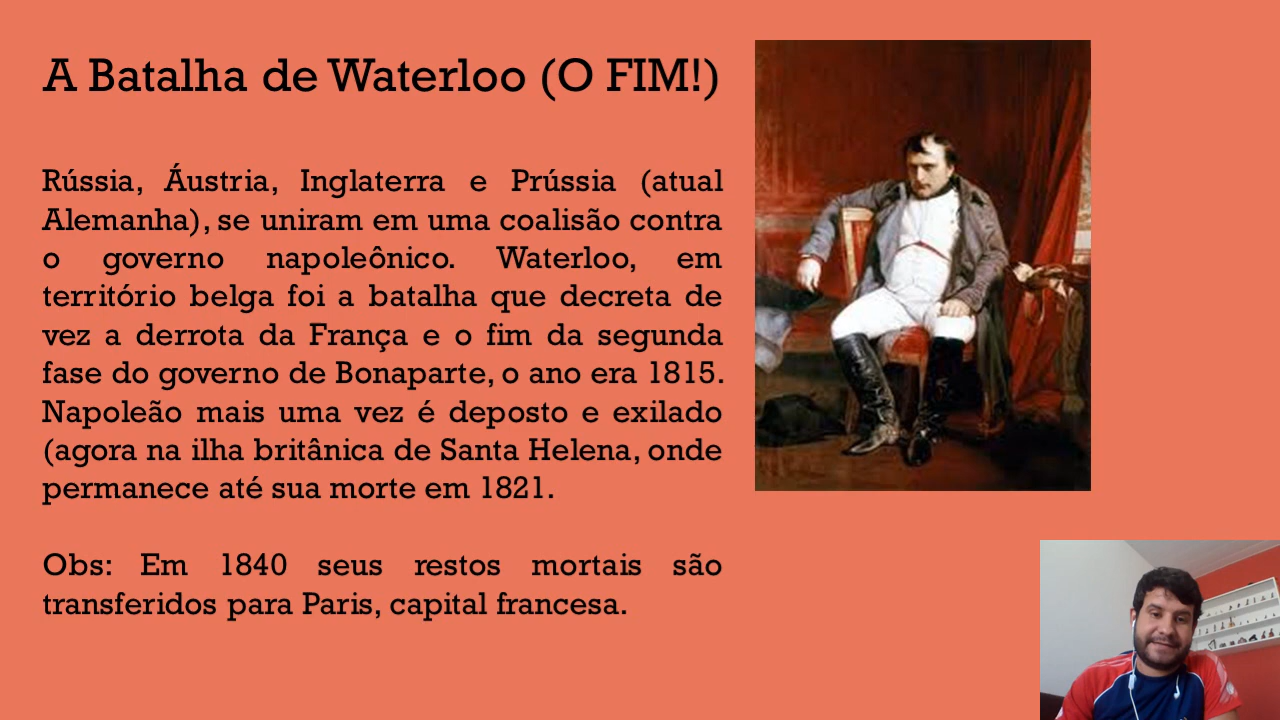 A Batalha de Waterloo (O FIM!)
Rússia, Áustria, Inglaterra e Prússia (atual
Alemanha), se uniram em uma coalisão contra
o governo napoleônico. Waterloo, em
território belga foi a batalha que decreta de
vez a derrota da França e o fim da segunda
fase do governo de Bonaparte, o ano era 1815.
Napoleão mais uma vez é deposto e exilado
(agora na ilha britânica de Santa Helena, onde
permanece até sua morte em 1821.
Obs: Em 1840 seus restos mortais são
transferidos para Paris, capital francesa.